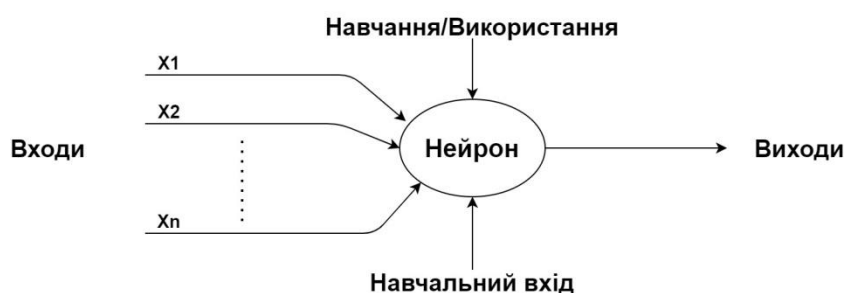 Навчання/Використання
X1
X2
Входи
Нейрон
Виходи
Xn
Навчальний вхід